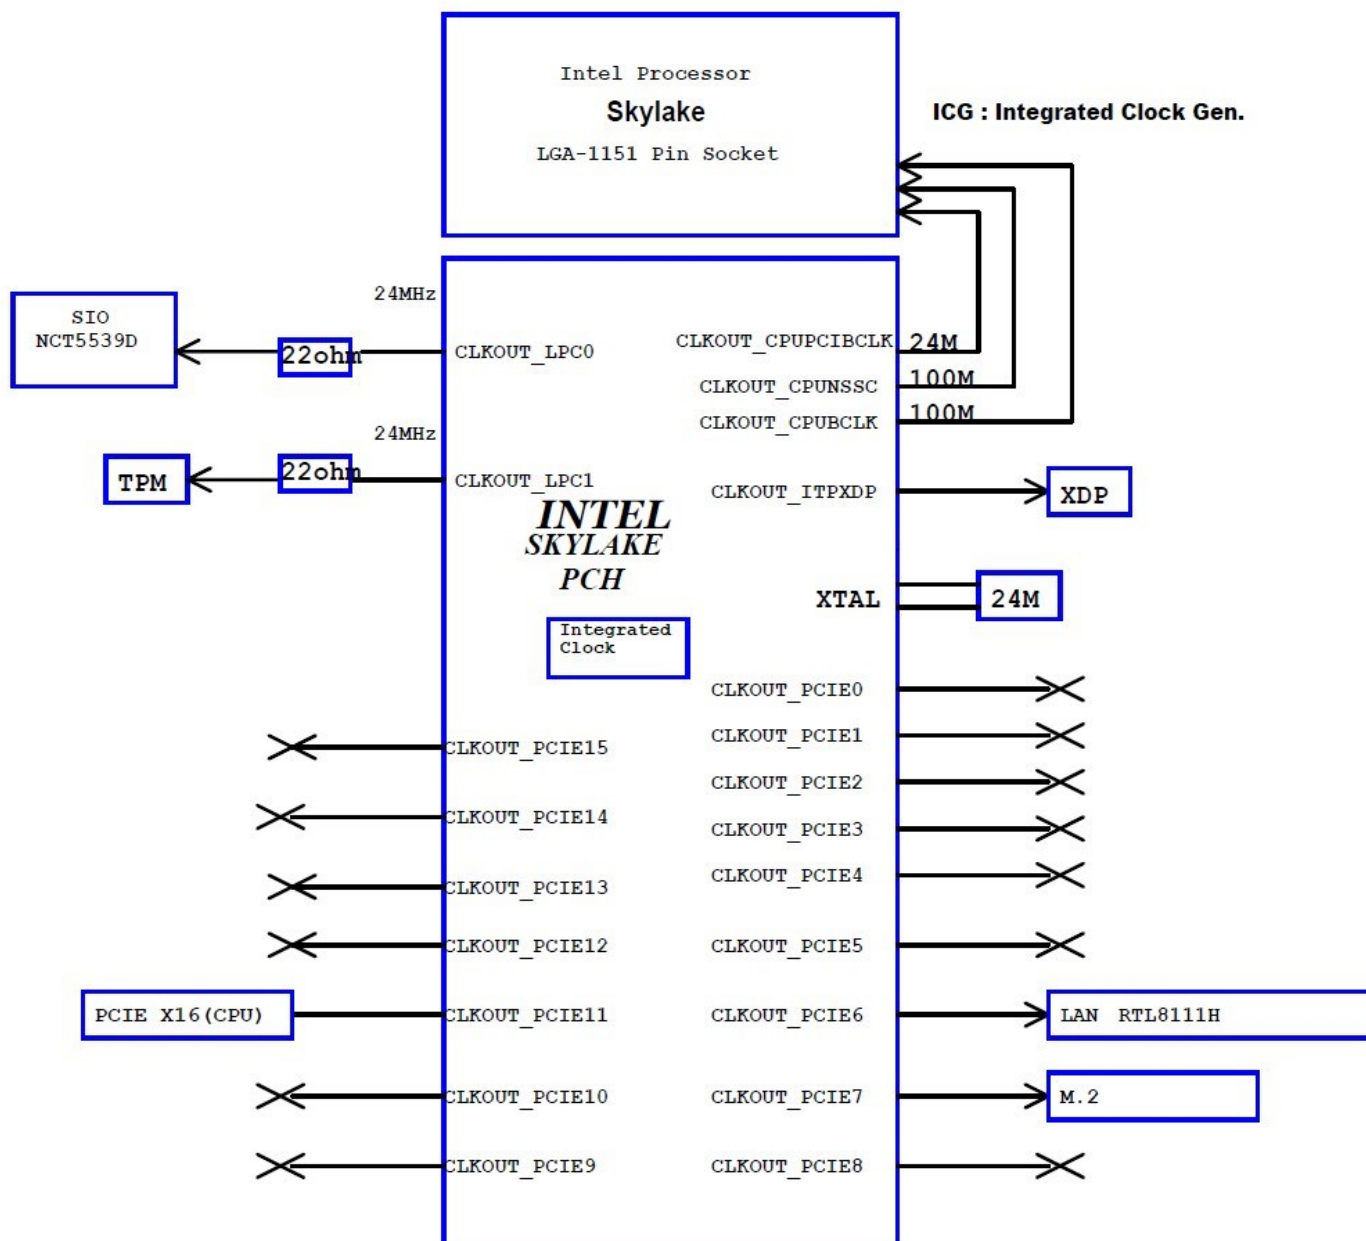 Intel Processor
Skylake
LGA-1151 Pin Socket
ICG : Integrated Clock Gen.
24MHz
SIO
NCT5539D
22ohm
CLKOUT_LPC0
CLKOUT_CPUPCIBCLK
24M
CLKOUT_CPUNSSC
100M
CLKOUT_CPUBCLK
100M
24MHz
TPM
22ohm
CLKOUT_LPC1
CLKOUT_ITPXDP
XDP
INTEL
SKYLAKE
PCH
XTAL
24M
Integrated
Clock
CLKOUT_PCIE0
CLKOUT_PCIE1
CLKOUT_PCIE15
CLKOUT_PCIE2
CLKOUT_PCIE14
CLKOUT_PCIE3
CLKOUT_PCIE13
CLKOUT_PCIE4
CLKOUT_PCIE12
CLKOUT_PCIE5
PCIE X16(CPU)
CLKOUT_PCIE11
CLKOUT_PCIE6
LAN RTL8111H
CLKOUT_PCIE10
CLKOUT_PCIE7
M.2
CLKOUT_PCIE9
CLKOUT_PCIE8